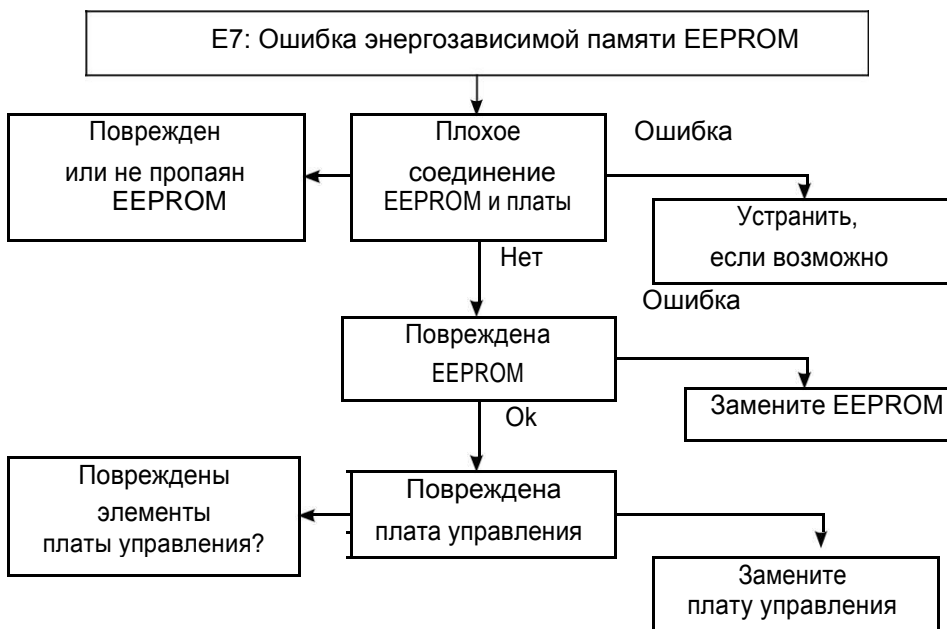 E7: Ошибка энергозависимой памяти EEPROM
Поврежден
или не пропаян
EEPROM
Плохое
соединение
EEPROM и платы
Ошибка
Устранить,
если возможно
Нет
Ошибка
Повреждена
EEPROM
Замените EEPROM
Ok
Повреждены
элементы
платы управления?
Повреждена
плата управления
Замените
плату управления